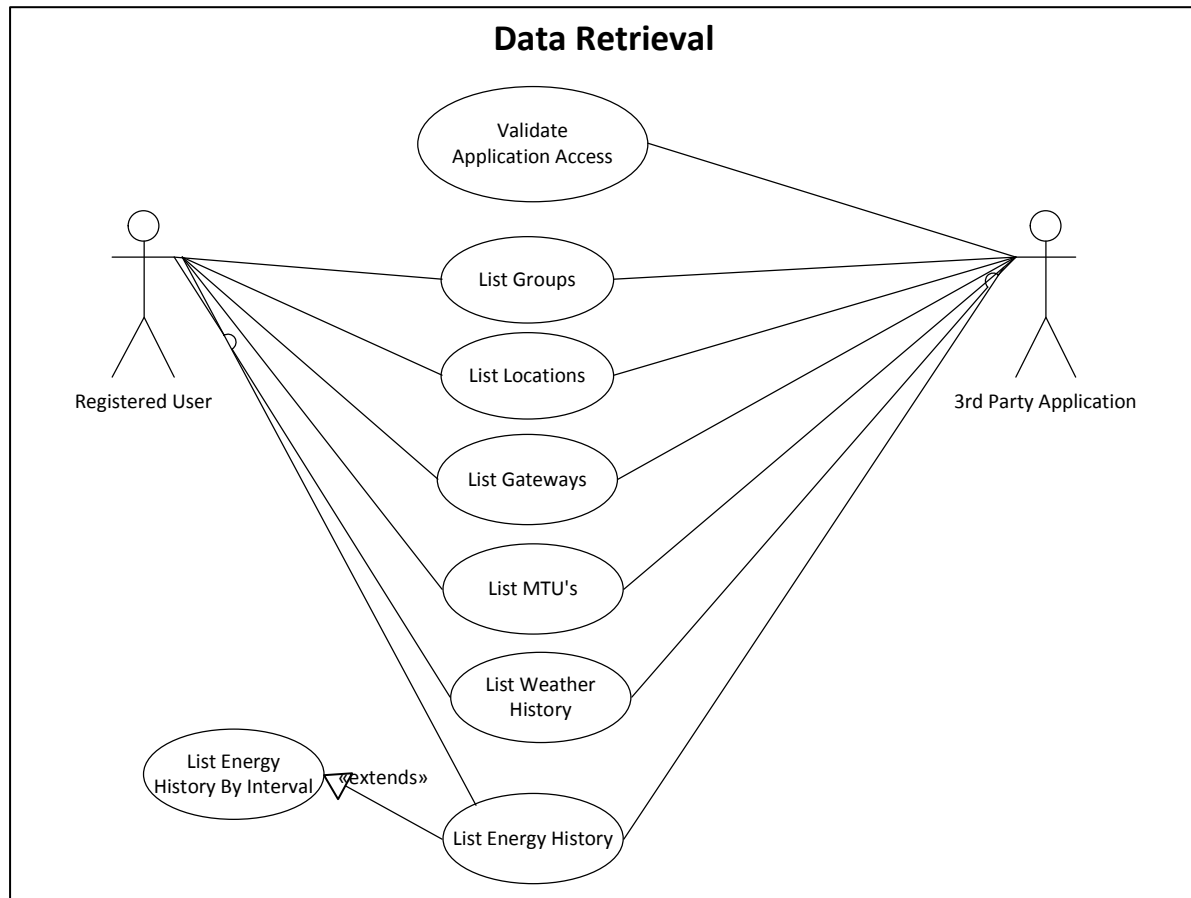 Data Retrieval
Validate
Application Access
List Groups
List Locations
Registered User
3rd Party Application
List Gateways
List MTU's
List Weather
History
List Energy
History By Interval
«extends»
List Energy History